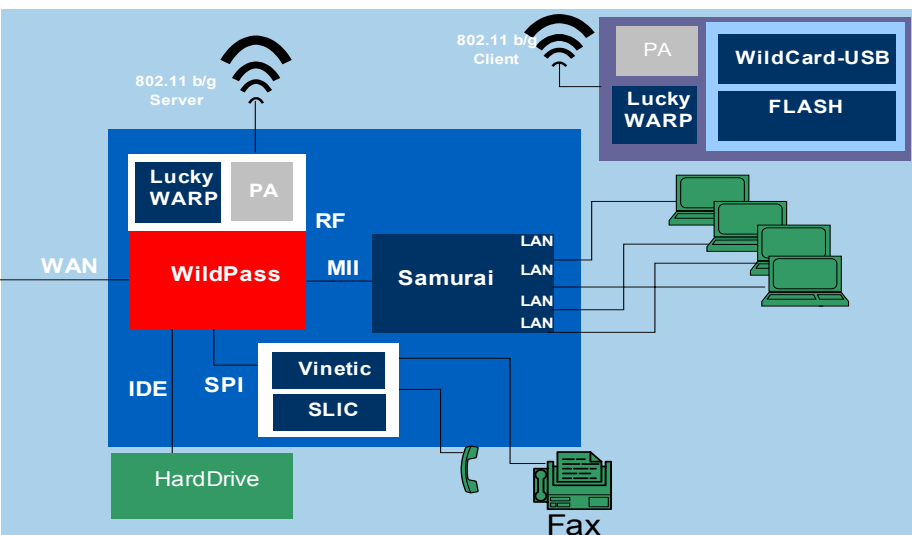 802.11 b/g
Client
PA
WildCard-USB
Lucky
WARP
FLASH
802.11 b/g
Server
Lucky
WARP
PA
RF
WAN
WildPass
MII
Samurai
LAN
LAN
LAN
LAN
IDE
SPI
Vinetic
SLIC
HardDrive
Fax